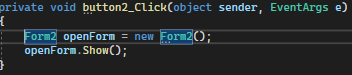 private void button2_Click(object sender, EventArgs e)
{
Form2 openForm = new Form2();
openForm.Show();